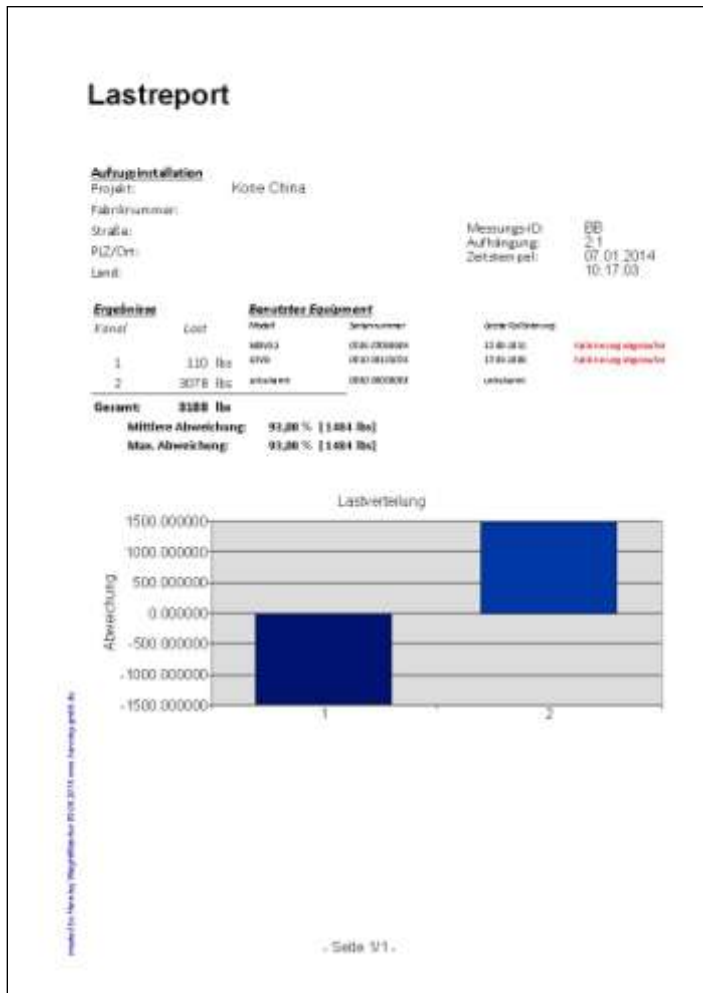 Lastreport
Aufzuginstallation
Projekt: Kone China
Fabriknummer:
Straße:
PLZ/Ort:
Land:
Messungs-ID: BB
Aufhängung: 2:1
Zeitstempel: 07.01.2014
10:17:03
Ergebnisse Benutztes Equipment
Kanal Last Modell Seriennummer
1 110 lbs
2 3078 lbs unbekannt unbekannt
Gesamt: 3188 lbs
Mittlere Abweichung: 93,00 % [1484 lbs]
Max. Abweichung: 93,00 % [1484 lbs]
Lastverteilung
1500.000000
1000.000000
500.000000
0.000000
-500.000000
-1000.000000
-1500.000000
Abweichung
1 2
- Seite 1/1 -